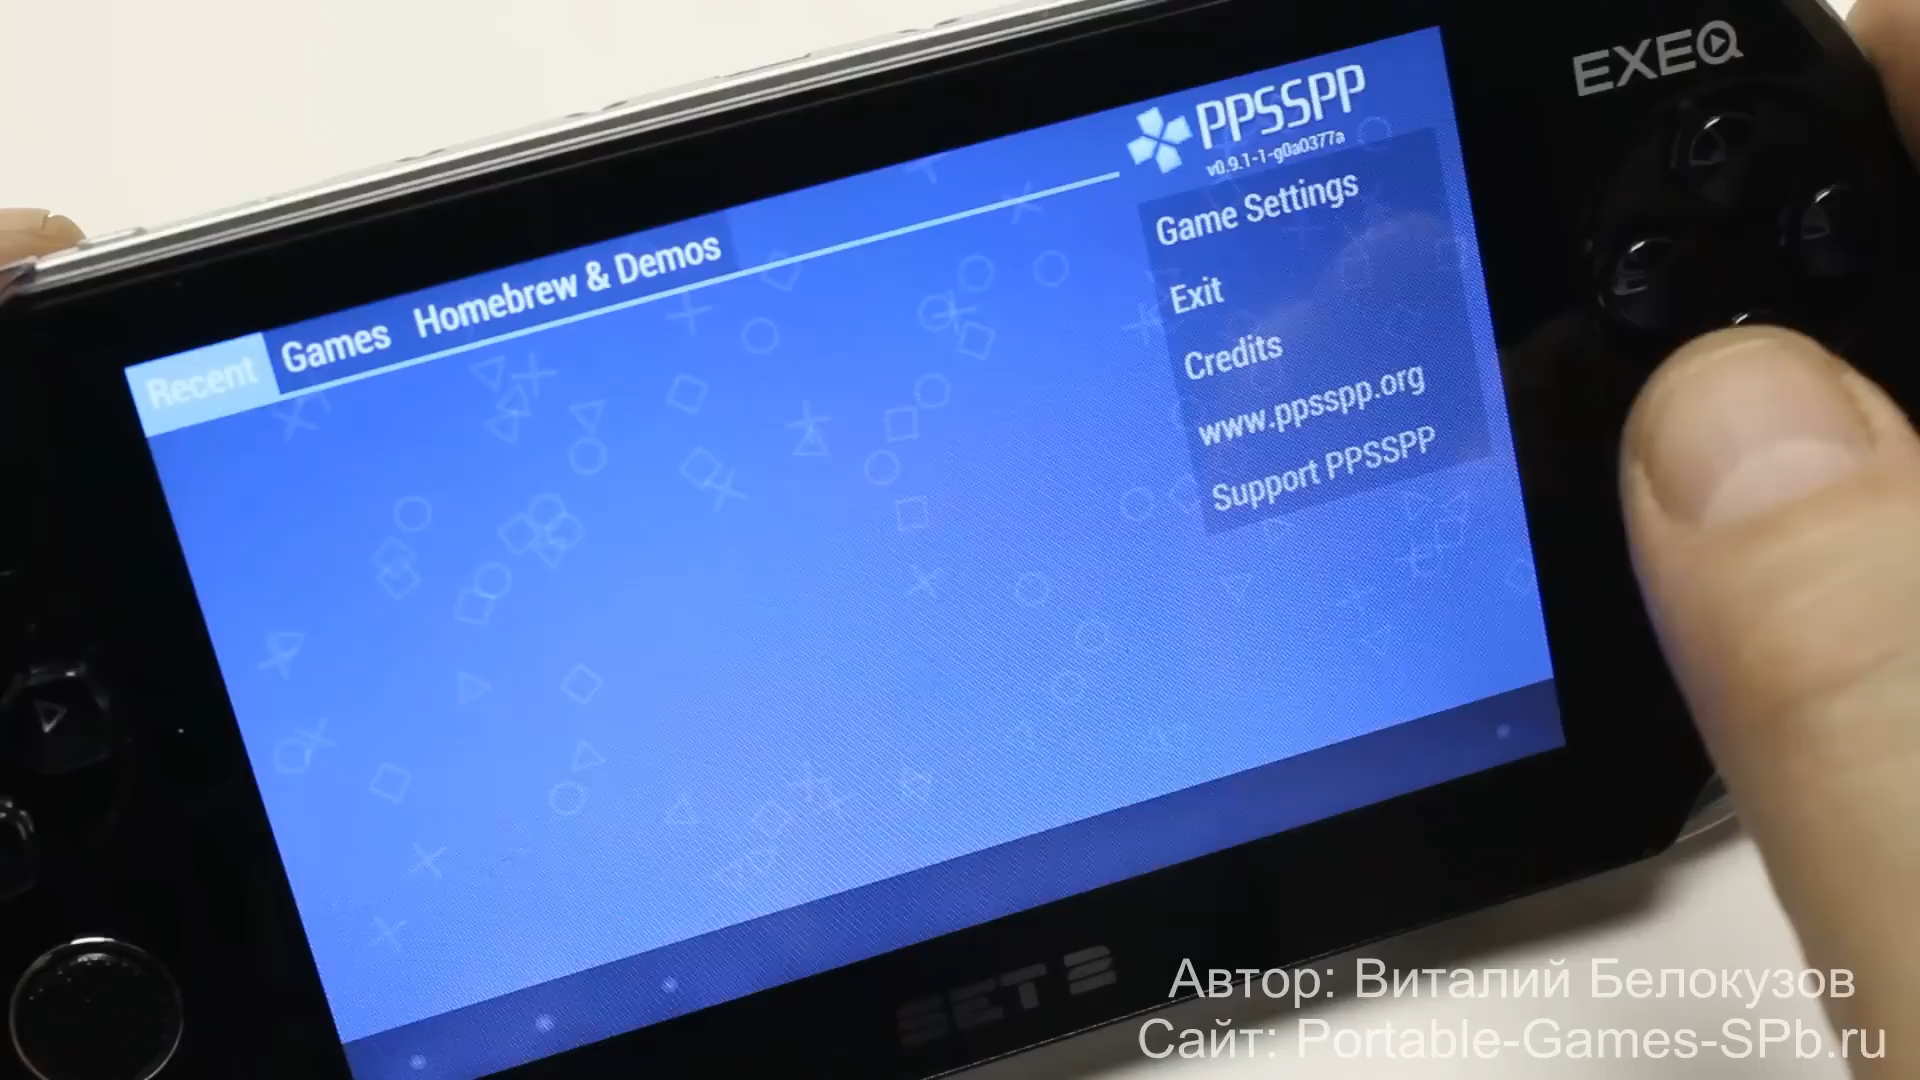 EXEQ
PPSSPP
v0.9.1-1-g0a0377a
Recent Games Homebrew & Demos
Game Settings
Exit
Credits
www.ppsspp.org
Support PPSSPP
SET 2
Автор: Виталий Белокузов
Сайт: Portable-Games-SPb.ru